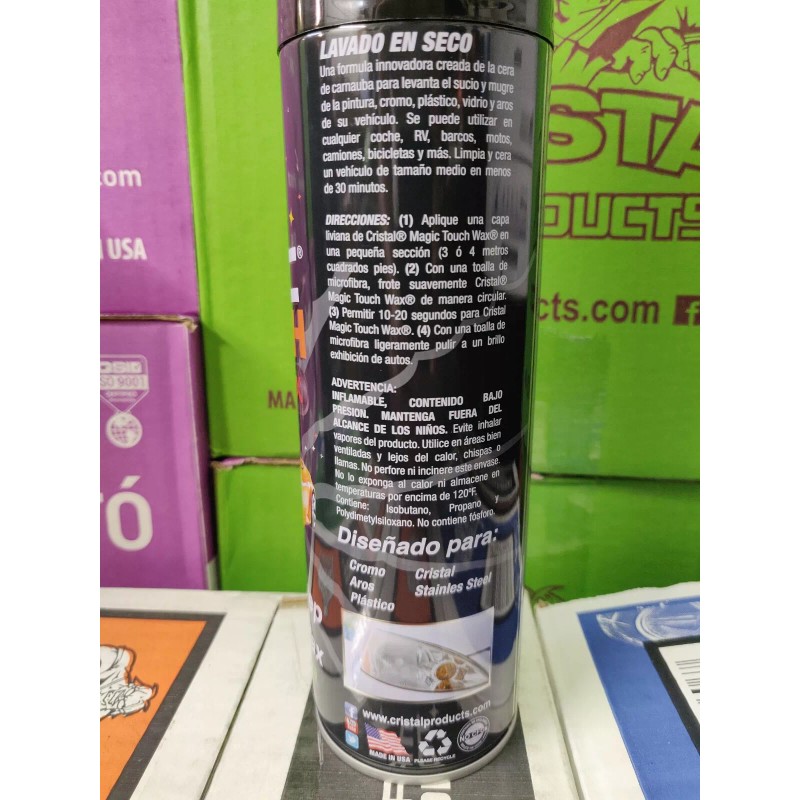 LAVADO EN SECO
Una formula innovadora creada de la cera
de carnauba para levanta el sucio y mugre
de la pintura, cromo, plástico, vidrio y aros
de su vehículo. Se puede utilizar en
cualquier coche, RV, barcos, motos,
camiones, bicicletas y más. Limpia y cera
un vehículo de tamaño medio en menos
de 30 minutos.
DIRECCIONES: (1) Aplique una capa
liviana de Cristal® Magic Touch Wax® en
una pequeña sección (3 ó 4 metros
cuadrados pies). (2) Con una toalla de
microfibra, frote suavemente Cristal®
Magic Touch Wax® de manera circular.
(3) Permitir 10-20 segundos para Cristal
Magic Touch Wax®. (4) Con una toalla de
microfibra ligeramente pulir a un brillo
exhibición de autos.
ADVERTENCIA:
INFLAMABLE, CONTENIDO BAJO
PRESION. MANTENGA FUERA DEL
ALCANCE DE LOS NIÑOS. Evite inhalar
vapores del producto. Utilice en áreas bien
ventiladas y lejos del calor, chispas o
llamas. No perfore ni incinere este envase.
No lo exponga al calor ni almacene en
temperaturas por encima de 120°F.
Contiene: Isobutano, Propano y
Polydimetylsiloxano. No contiene fósforo.
Diseñado para:
Cromo Cristal
Aros Stainles Steel
Plástico
www.cristalproducts.com
MADE IN USA
PLEASE RECYCLE
.com
N USA
ISO 9001
TÓ
STA
DUCTS
cts.com
MA